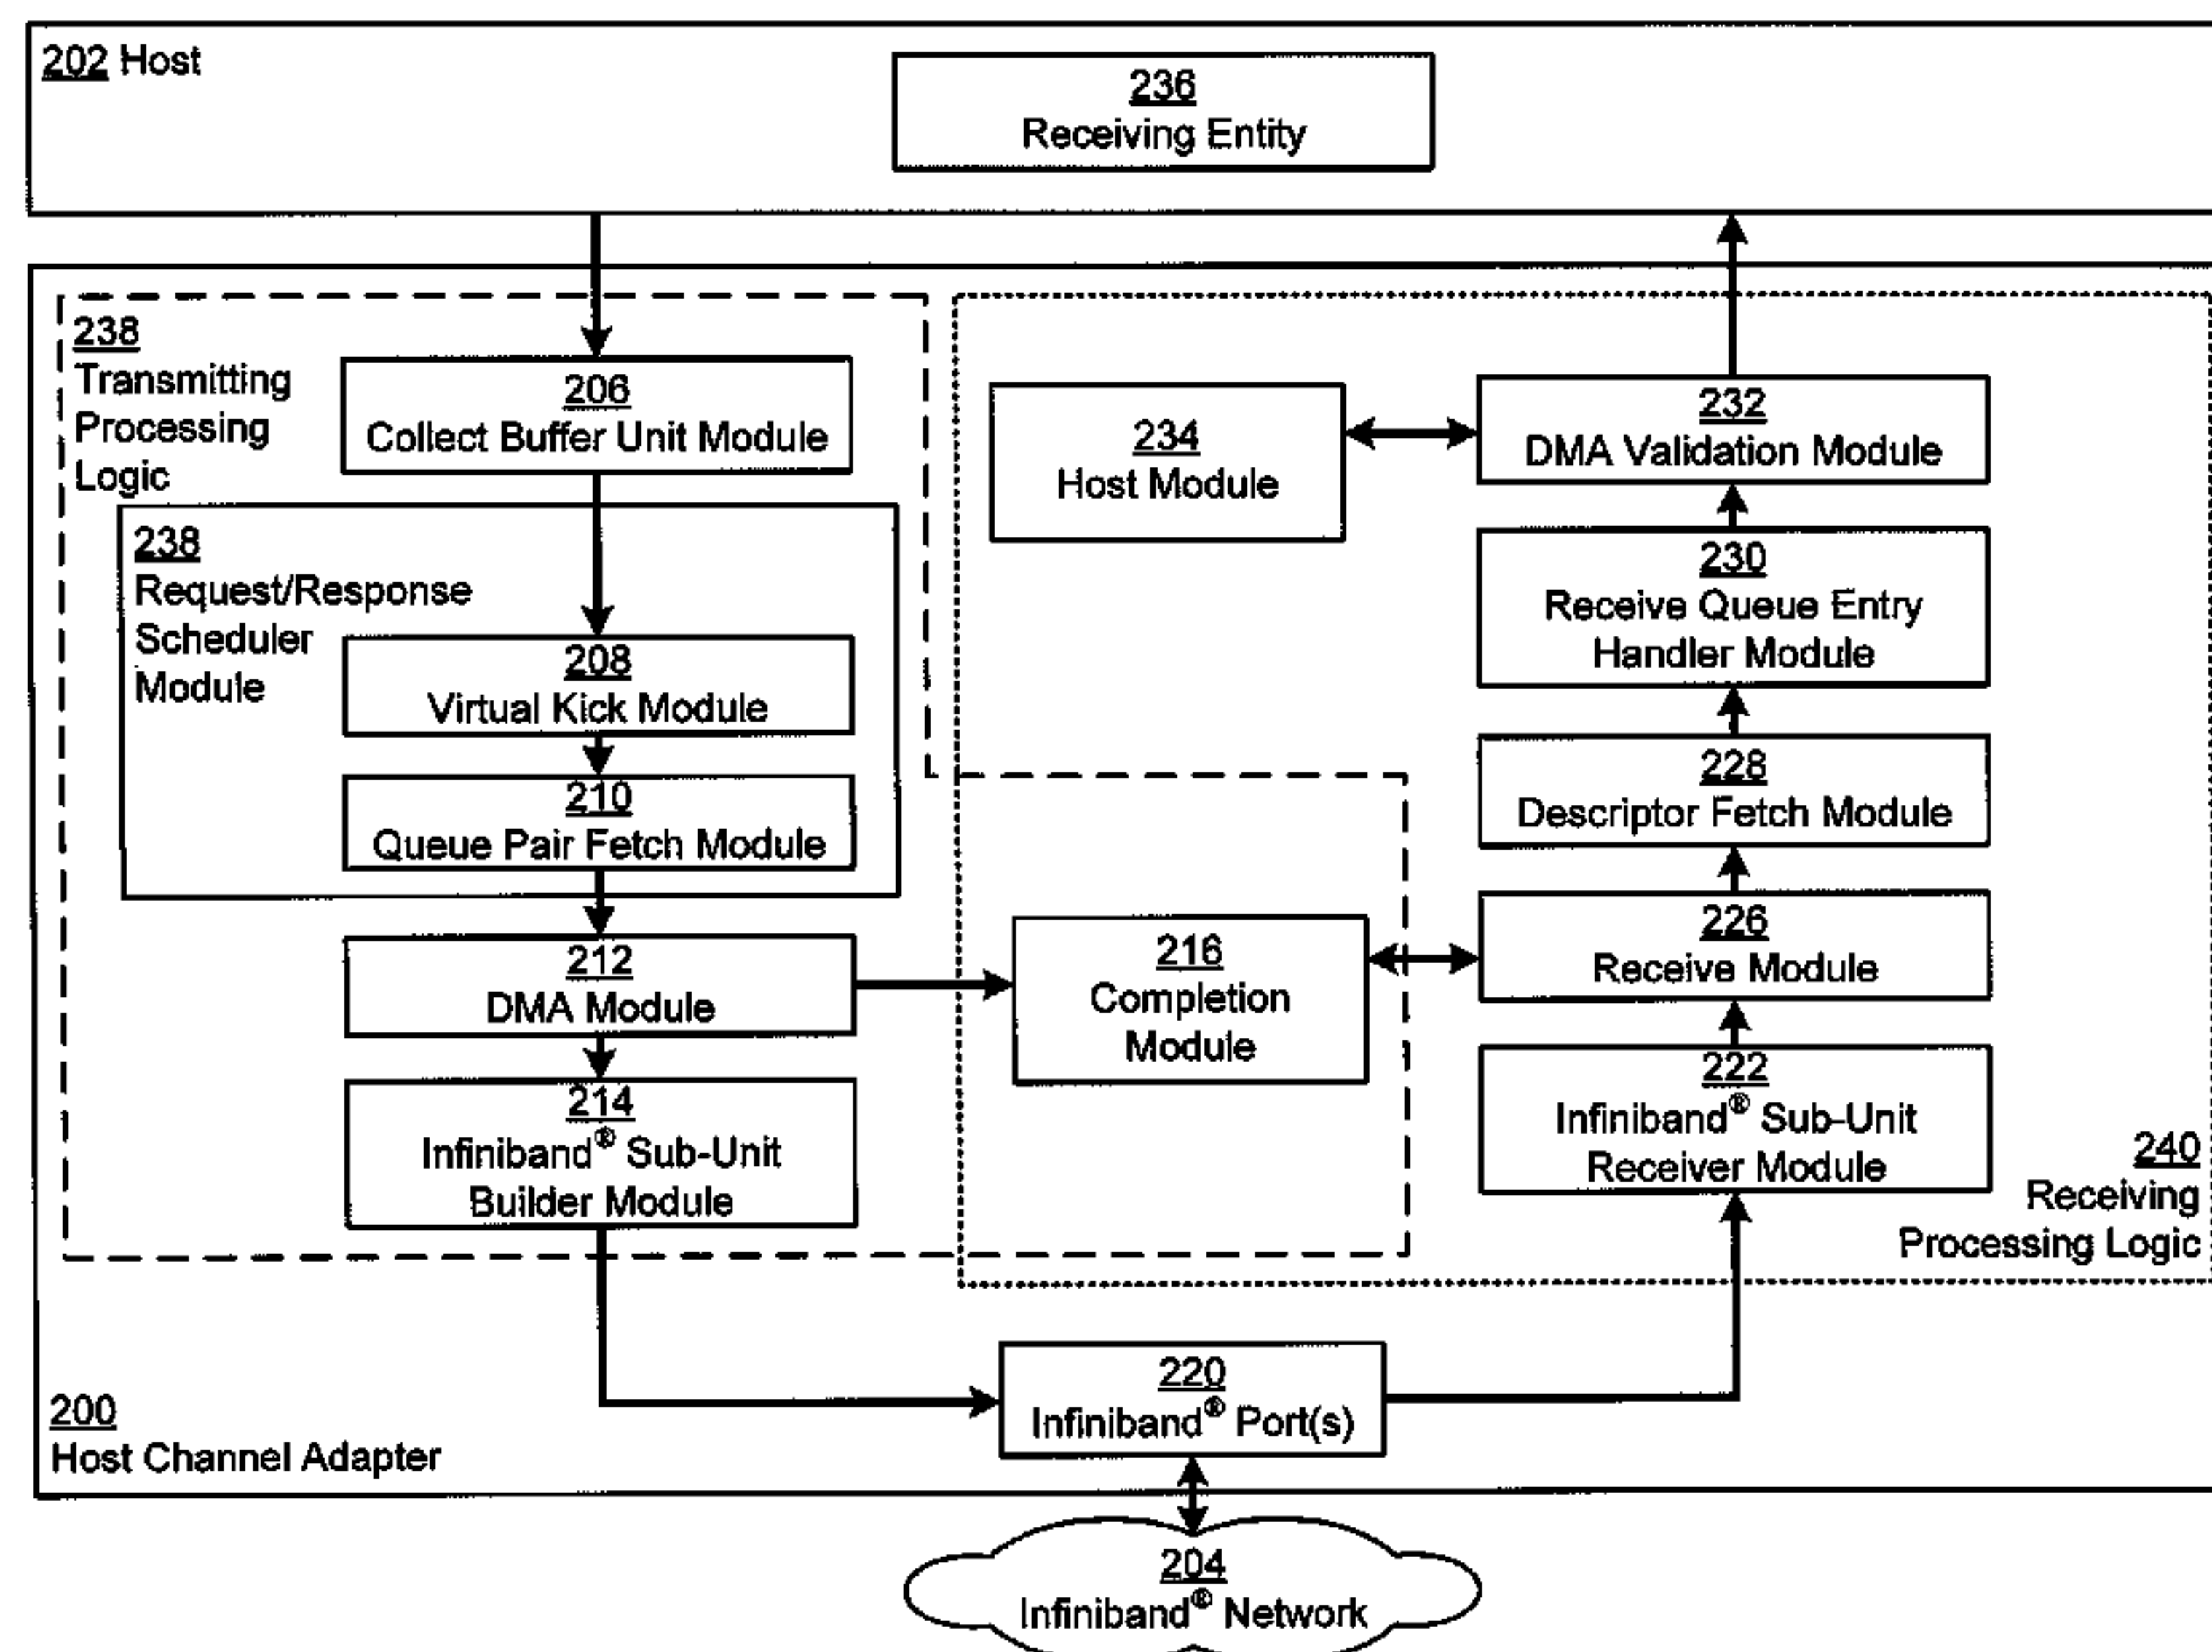 202 Host
236
Receiving Entity
238
Transmitting
Processing
Logic
206
Collect Buffer Unit Module
238
Request/Response
Scheduler
Module
208
Virtual Kick Module
210
Queue Pair Fetch Module
212
DMA Module
214
Infiniband® Sub-Unit
Builder Module
234
Host Module
216
Completion
Module
232
DMA Validation Module
230
Receive Queue Entry
Handler Module
228
Descriptor Fetch Module
226
Receive Module
222
Infiniband® Sub-Unit
Receiver Module
240
Receiving
Processing Logic
220
Infiniband® Port(s)
200
Host Channel Adapter
204
Infiniband® Network